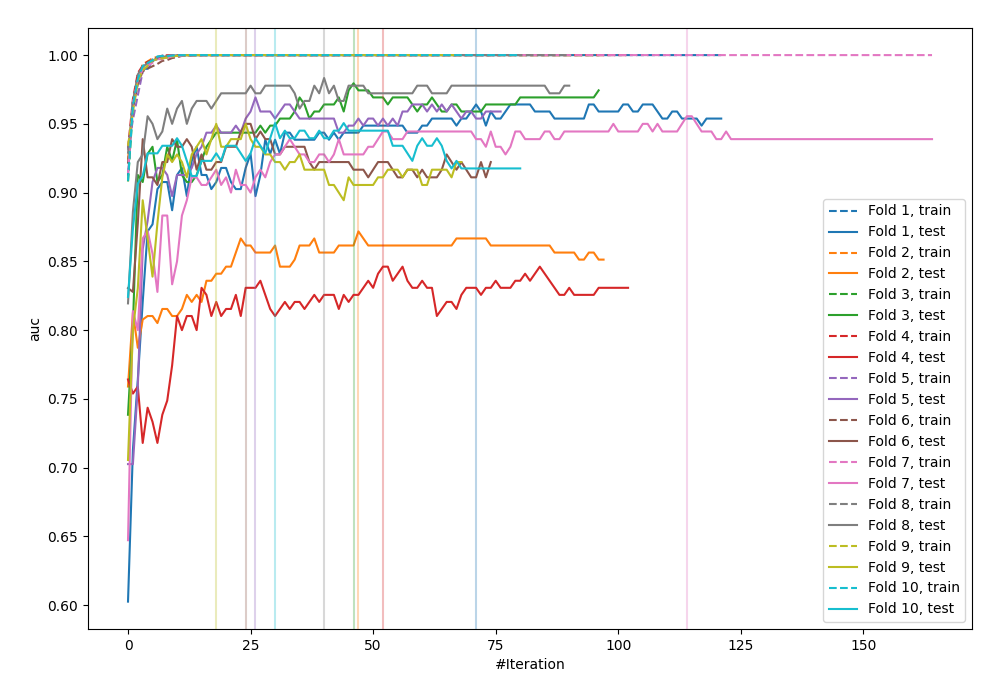 1.00
0.95
0.90
0.85
0.80
0.75
0.70
0.65
0.60
auc
0
25
50
75
100
125
150
#Iteration
Fold 1, train
Fold 1, test
Fold 2, train
Fold 2, test
Fold 3, train
Fold 3, test
Fold 4, train
Fold 4, test
Fold 5, train
Fold 5, test
Fold 6, train
Fold 6, test
Fold 7, train
Fold 7, test
Fold 8, train
Fold 8, test
Fold 9, train
Fold 9, test
Fold 10, train
Fold 10, test